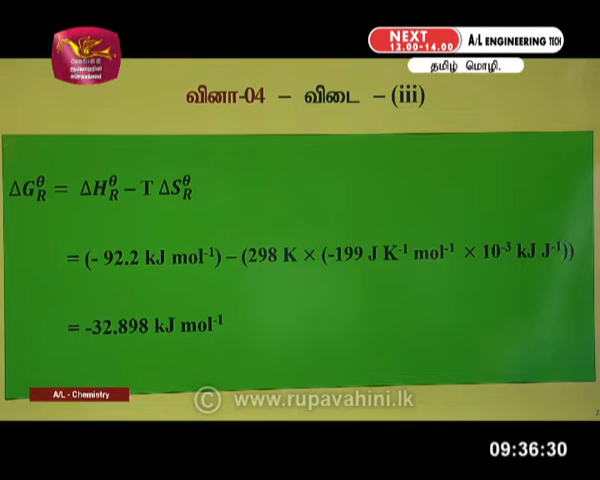 NEXT
12.00-14.00
A/L ENGINEERING TECH
தமிழ் மொழி.
RUPAVAHINI
வினா-04 – விடை – (iii)
ΔG_R^θ = ΔH_R^θ – T ΔS_R^θ
= (- 92.2 kJ mol⁻¹) – (298 K × (-199 J K⁻¹ mol⁻¹ × 10⁻³ kJ J⁻¹))
= -32.898 kJ mol⁻¹
A/L - Chemistry
© www.rupavahini.lk
2
09:36:30